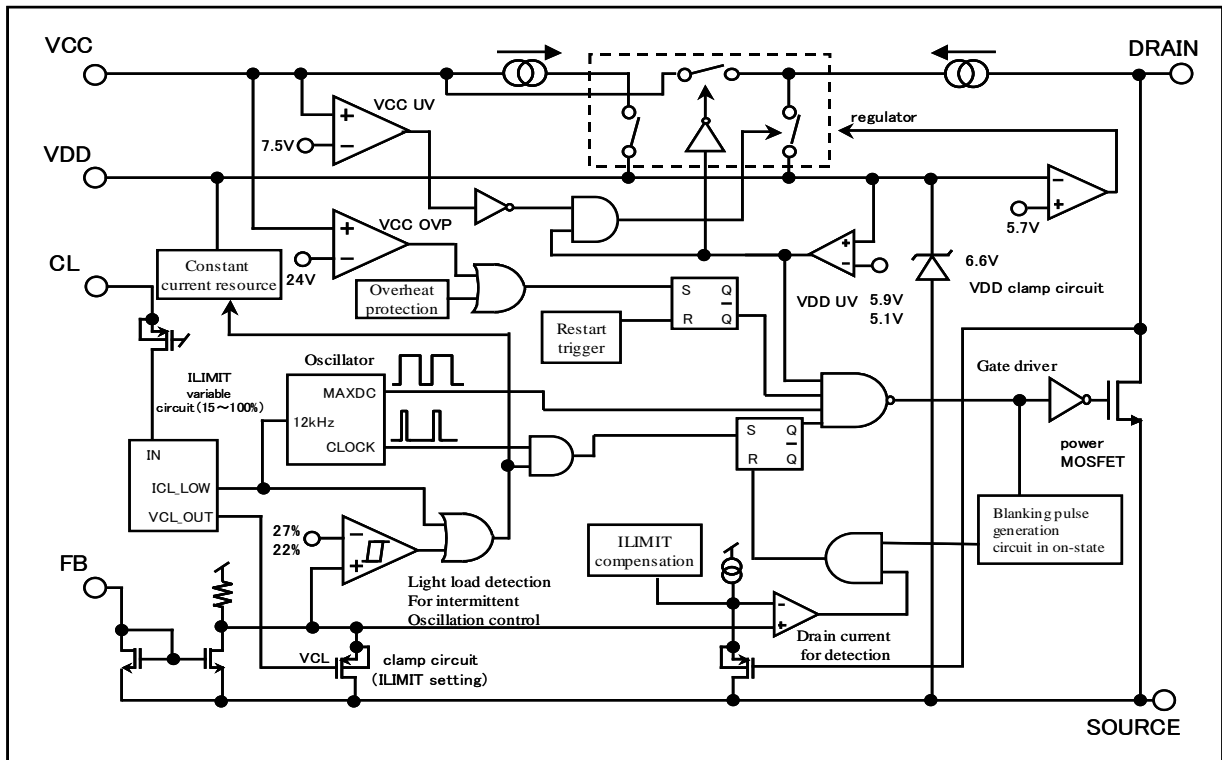 VCC
DRAIN
VCC UV
7.5V
regulator
VDD
VCC OVP
24V
5.7V
CL
Constant
current resource
Overheat
protection
VDD UV
5.9V
5.1V
6.6V
VDD clamp circuit
S Q
R Q
Restart
trigger
Oscillator
MAXDC
12kHz
CLOCK
ILIMIT
variable
circuit(15～100%)
Gate driver
S Q
R Q
power
MOSFET
IN
ICL_LOW
VCL_OUT
27%
22%
Light load detection
For intermittent
Oscillation control
ILIMIT
compensation
Blanking pulse
generation
circuit in on-state
FB
Drain current
for detection
VCL
clamp circuit
(ILIMIT setting)
SOURCE